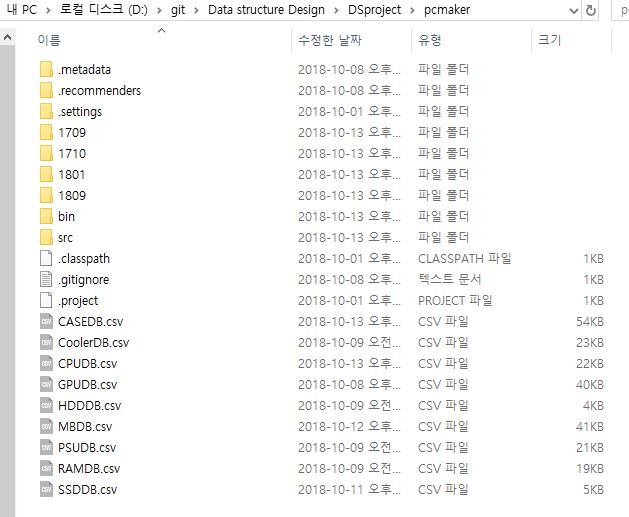 내 PC > 로컬 디스크 (D:) > git > Data structure Design > DSproject > pcmaker
이름 수정한 날짜 유형 크기
.metadata 2018-10-08 오후... 파일 폴더
.recommenders 2018-10-08 오후... 파일 폴더
.settings 2018-10-01 오후... 파일 폴더
1709 2018-10-13 오후... 파일 폴더
1710 2018-10-13 오후... 파일 폴더
1801 2018-10-13 오후... 파일 폴더
1809 2018-10-13 오후... 파일 폴더
bin 2018-10-13 오후... 파일 폴더
src 2018-10-13 오후... 파일 폴더
.classpath 2018-10-01 오후... CLASSPATH 파일 1KB
.gitignore 2018-10-01 오후... 텍스트 문서 1KB
.project 2018-10-01 오후... PROJECT 파일 1KB
CASEDB.csv 2018-10-13 오후... CSV 파일 54KB
CoolerDB.csv 2018-10-09 오전... CSV 파일 23KB
CPUDB.csv 2018-10-13 오후... CSV 파일 22KB
GPUDB.csv 2018-10-08 오후... CSV 파일 40KB
HDDDB.csv 2018-10-09 오전... CSV 파일 4KB
MBDB.csv 2018-10-12 오후... CSV 파일 41KB
PSUDB.csv 2018-10-09 오전... CSV 파일 21KB
RAMDB.csv 2018-10-09 오전... CSV 파일 19KB
SSDDB.csv 2018-10-11 오후... CSV 파일 5KB